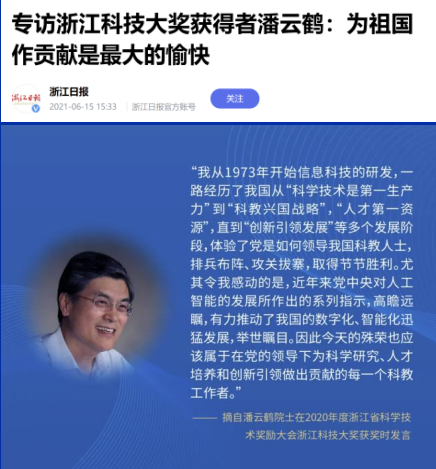 专访浙江科技大奖获得者潘云鹤：为祖国
作贡献是最大的愉快
浙江日报
浙江日报
2021-06-15 15:33
浙江日报官方账号
关注
“我从1973年开始信息科技的研发，一
路经历了我国从“科学技术是第一生产
力”到“科教兴国战略”，“人才第一资
源”，直到“创新引领发展”等多个发展阶
段，体验了党是如何领导我国科教人士，
排兵布阵、攻关拔寨，取得节节胜利。尤
其令我感动的是，近年来党中央对人工
智能的发展所作出的系列指示，高瞻远
瞩，有力推动了我国的数字化、智能化迅
猛发展，举世瞩目。因此今天的殊荣也应
该属于在党的领导下为科学研究、人才
培养和创新引领做出贡献的每一个科教
工作者。”
—— 摘自潘云鹤院士在2020年度浙江省科学技
术奖励大会浙江科技大奖获奖时发言